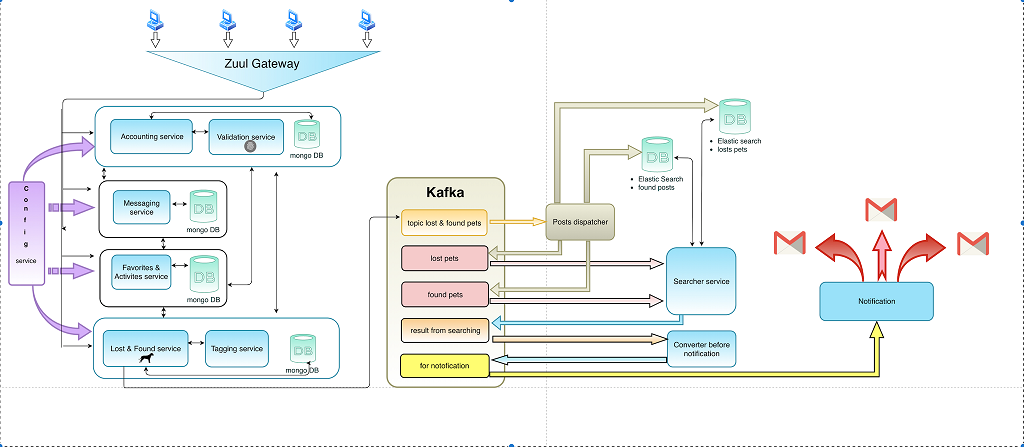 Zuul Gateway
Accounting service
Validation service
DB
mongo DB
Config
service
Messaging
service
DB
mongo DB
Favorites &
Activites service
DB
mongo DB
Lost & Found service
Tagging service
DB
mongo DB
Kafka
topic lost & found pets
lost pets
found pets
result from searching
for notofication
Posts dispatcher
DB
Elastic search
losts pets
DB
Elastic Search
found posts
Searcher service
Converter before
notification
Notification